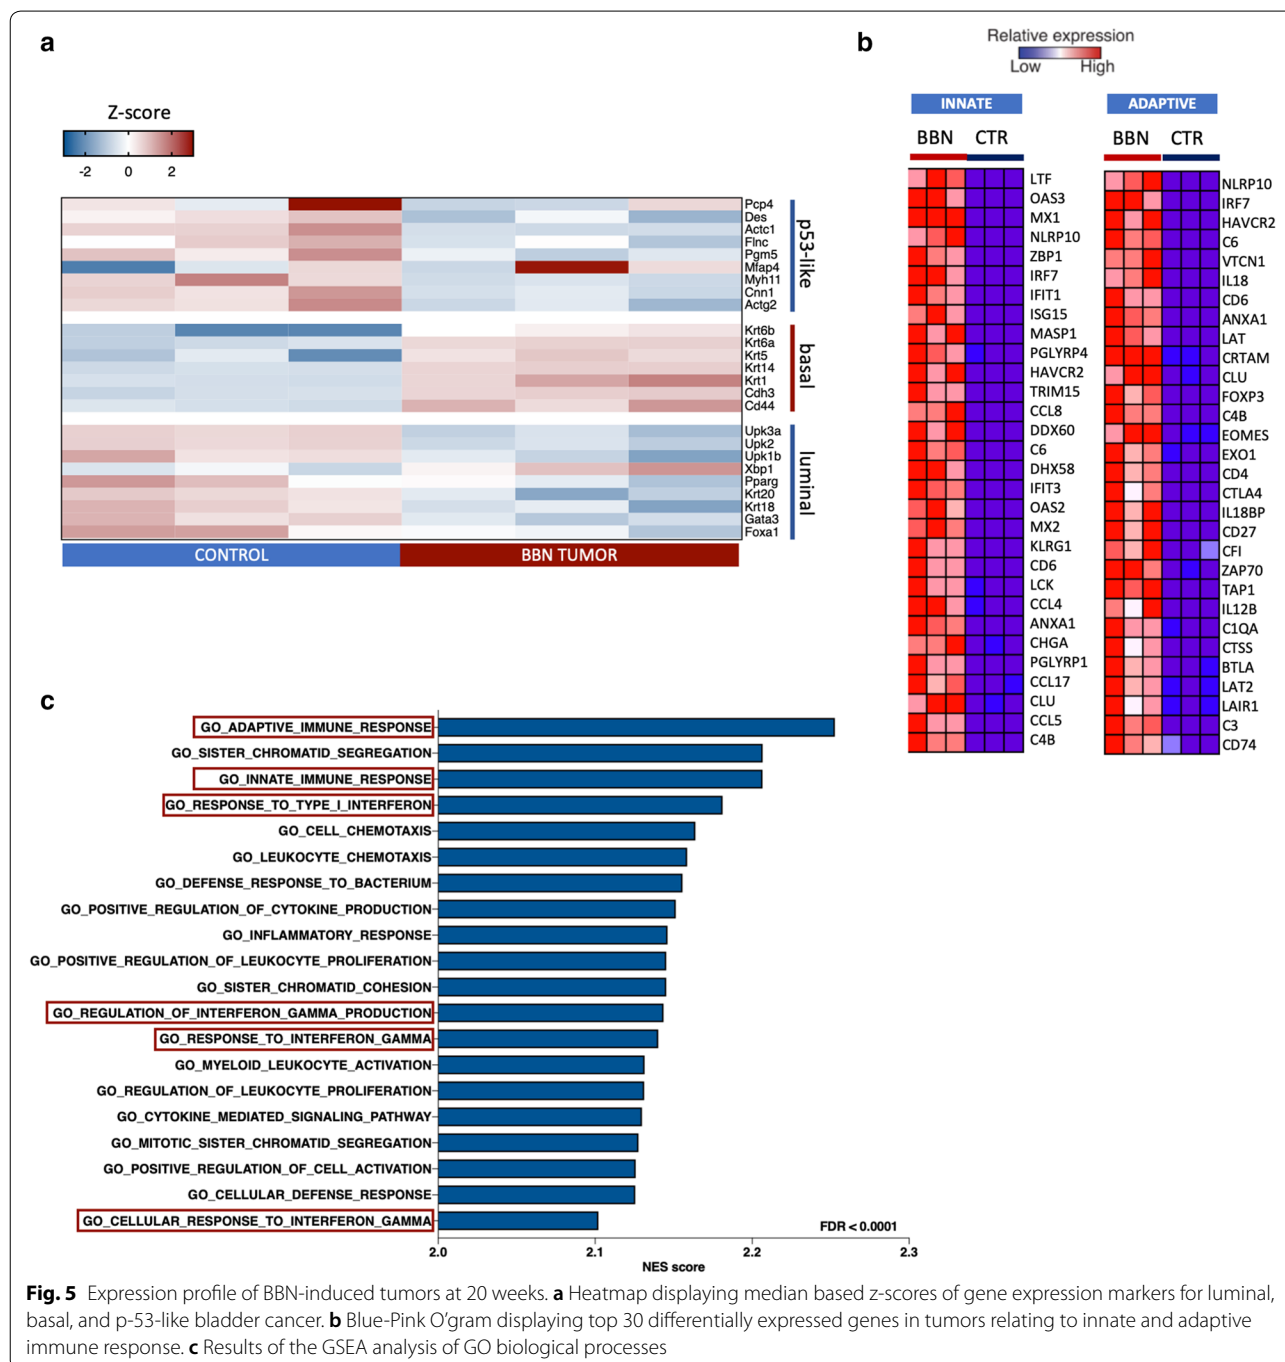 a
Z-score
-2 0 2
Pcp4
Des
Actc1
Flnc
Pgm5
Mfap4
Myh11
Cnn1
Actg2
p53-like
Krt6b
Krt6a
Krt5
Krt14
Krt1
Cdh3
Cd44
basal
Upk3a
Upk2
Upk1b
Xbp1
Pparg
Krt20
Krt18
Gata3
Foxa1
luminal
CONTROL BBN TUMOR
b
Relative expression
Low High
INNATE
BBN CTR
LTF
OAS3
MX1
NLRP10
ZBP1
IRF7
IFIT1
ISG15
MASP1
PGLYRP4
HAVCR2
TRIM15
CCL8
DDX60
C6
DHX58
IFIT3
OAS2
MX2
KLRG1
CD6
LCK
CCL4
ANXA1
CHGA
PGLYRP1
CCL17
CLU
CCL5
C4B
ADAPTIVE
BBN CTR
NLRP10
IRF7
HAVCR2
C6
VTCN1
IL18
CD6
ANXA1
LAT
CRTAM
CLU
FOXP3
C4B
EOMES
EXO1
CD4
CTLA4
IL18BP
CD27
CFI
ZAP70
TAP1
IL12B
C1QA
CTSS
BTLA
LAT2
LAIR1
C3
CD74
c
GO_ADAPTIVE_IMMUNE_RESPONSE
GO_SISTER_CHROMATID_SEGREGATION
GO_INNATE_IMMUNE_RESPONSE
GO_RESPONSE_TO_TYPE_I_INTERFERON
GO_CELL_CHEMOTAXIS
GO_LEUKOCYTE_CHEMOTAXIS
GO_DEFENSE_RESPONSE_TO_BACTERIUM
GO_POSITIVE_REGULATION_OF_CYTOKINE_PRODUCTION
GO_INFLAMMATORY_RESPONSE
GO_POSITIVE_REGULATION_OF_LEUKOCYTE_PROLIFERATION
GO_SISTER_CHROMATID_COHESION
GO_REGULATION_OF_INTERFERON_GAMMA_PRODUCTION
GO_RESPONSE_TO_INTERFERON_GAMMA
GO_MYELOID_LEUKOCYTE_ACTIVATION
GO_REGULATION_OF_LEUKOCYTE_PROLIFERATION
GO_CYTOKINE_MEDIATED_SIGNALING_PATHWAY
GO_MITOTIC_SISTER_CHROMATID_SEGREGATION
GO_POSITIVE_REGULATION_OF_CELL_ACTIVATION
GO_CELLULAR_DEFENSE_RESPONSE
GO_CELLULAR_RESPONSE_TO_INTERFERON_GAMMA
FDR < 0.0001
2.0 2.1 2.2 2.3
NES score
Fig. 5 Expression profile of BBN-induced tumors at 20 weeks. a Heatmap displaying median based z-scores of gene expression markers for luminal,
basal, and p-53-like bladder cancer. b Blue-Pink O'gram displaying top 30 differentially expressed genes in tumors relating to innate and adaptive
immune response. c Results of the GSEA analysis of GO biological processes